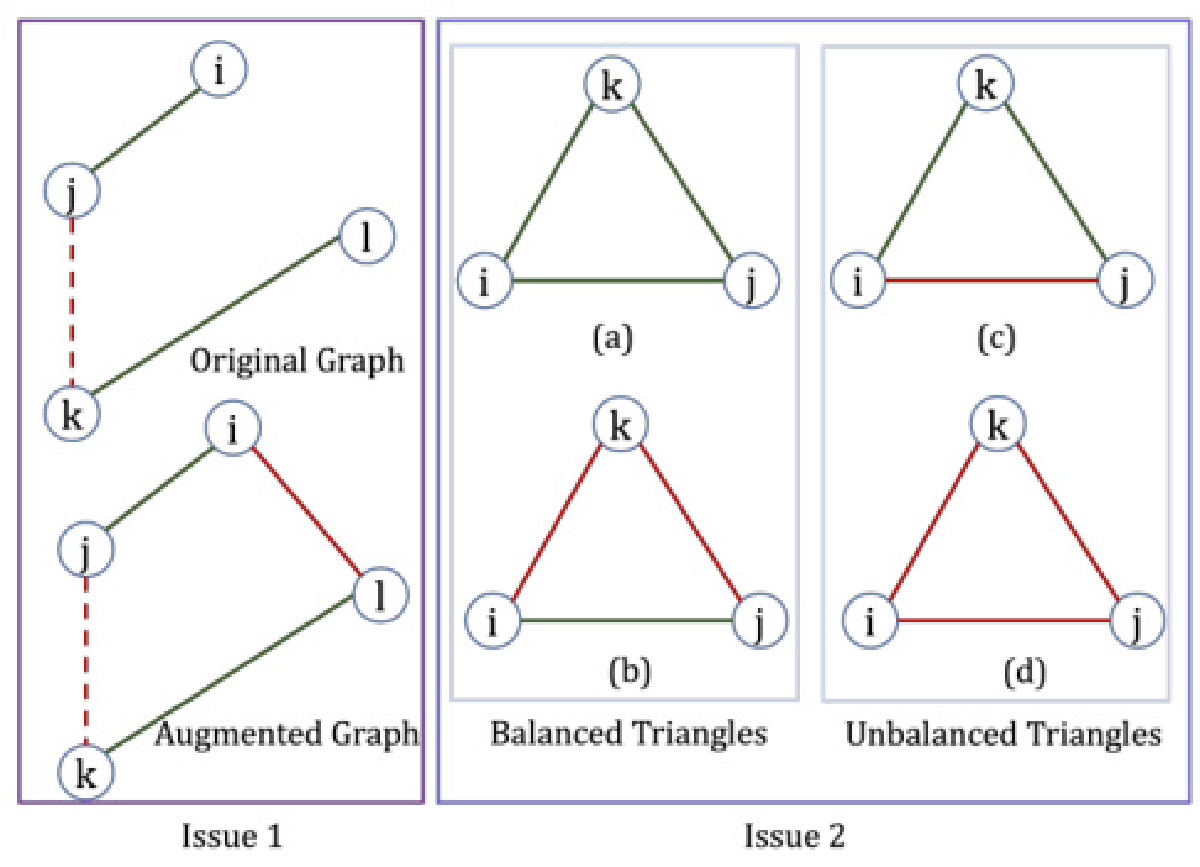 i
j
l
Original Graph
k
i
j
l
Augmented Graph
k
Issue 1
k
i
j
(a)
k
i
j
(b)
Balanced Triangles
k
i
j
(c)
k
i
j
(d)
Unbalanced Triangles
Issue 2